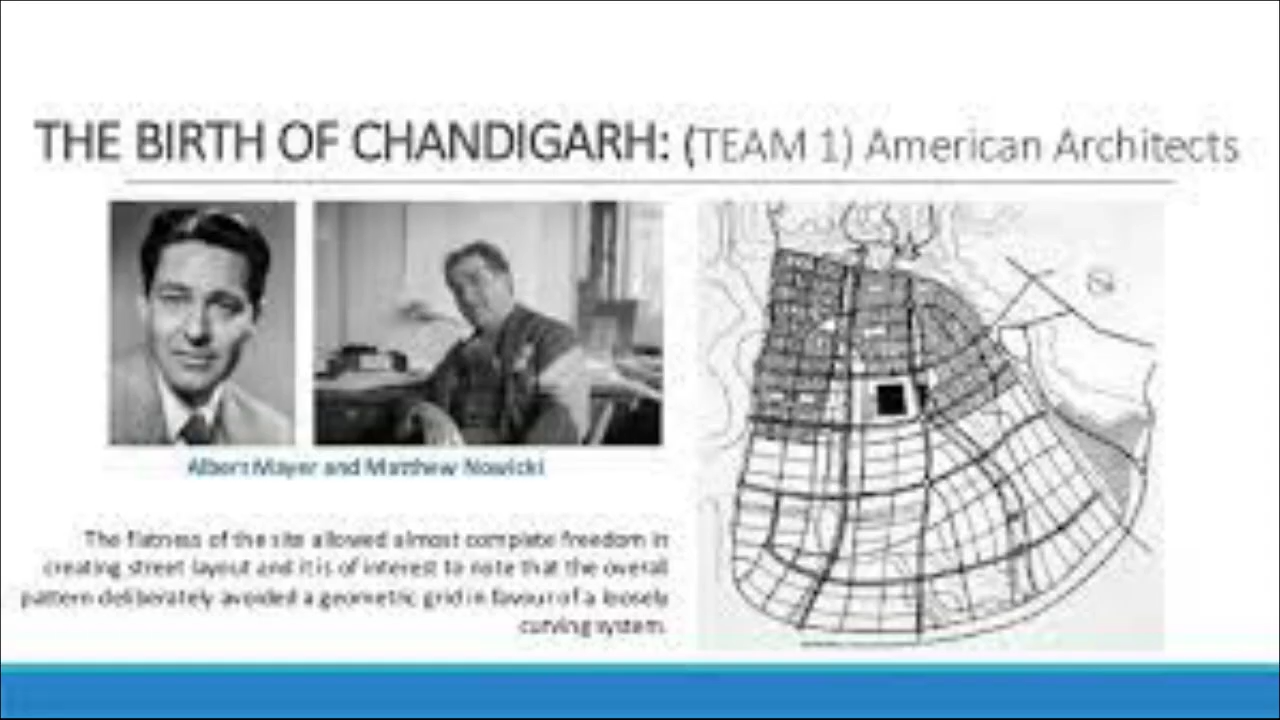 THE BIRTH OF CHANDIGARH: (TEAM 1) American Architects
Albert Mayer and Matthew Nowicki
The flatness of the site allowed almost complete freedom in
creating street layout and it is of interest to note that the overall
pattern deliberately avoided a geometric grid in favour of a loosely
curving system.